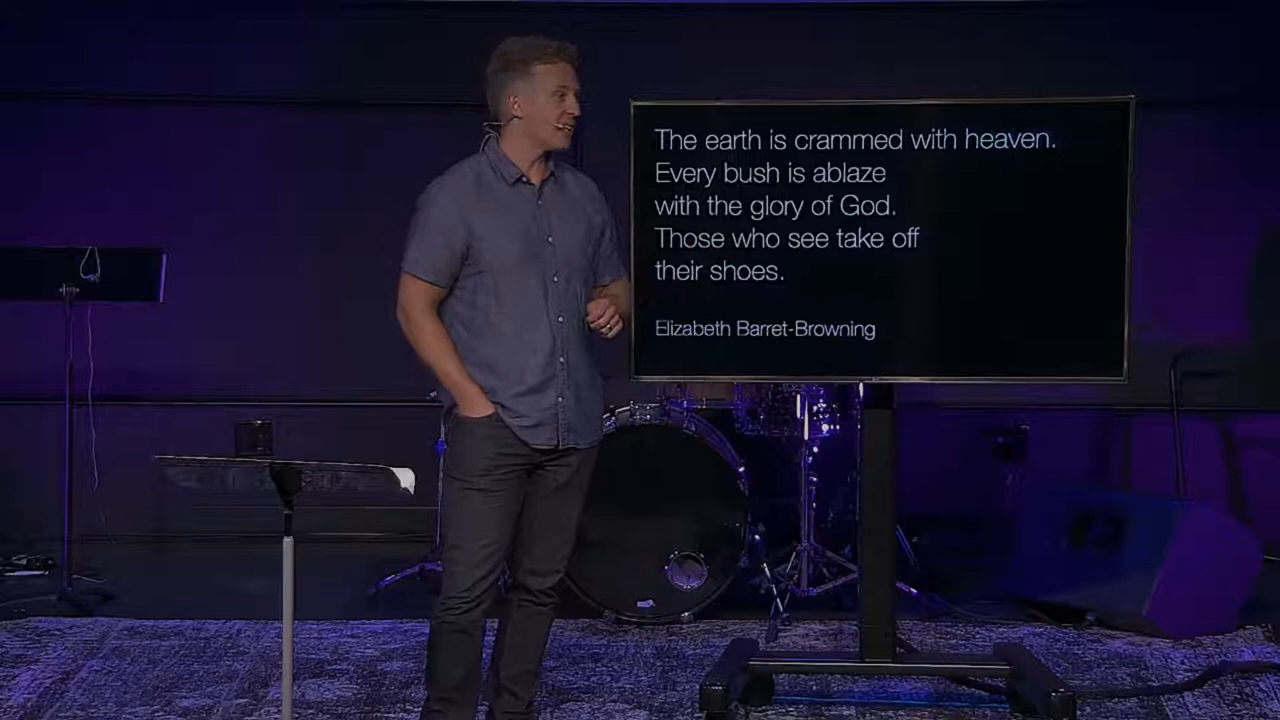 The earth is crammed with heaven.
Every bush is ablaze
with the glory of God.
Those who see take off
their shoes.
Elizabeth Barret-Browning